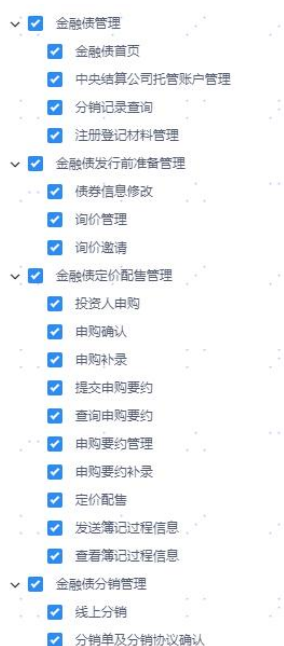 金融债管理
金融债首页
中央结算公司托管账户管理
分销记录查询
注册登记材料管理
金融债发行前准备管理
债券信息修改
询价管理
询价邀请
金融债定价配售管理
投资人申购
申购确认
申购补录
提交申购要约
查询申购要约
申购要约管理
申购要约补录
定价配售
发送簿记过程信息
查看簿记过程信息
金融债分销管理
线上分销
分销单及分销协议确认